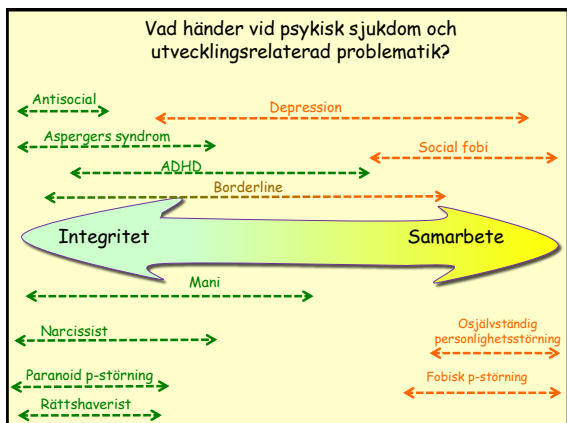 Vad händer vid psykisk sjukdom och
utvecklingsrelaterad problematik?
Antisocial
Depression
Aspergers syndrom
Social fobi
ADHD
Borderline
Integritet
Samarbete
Mani
Narcissist
Osjälvständig
personlighetsstörning
Paranoid p-störning
Fobisk p-störning
Rättshaverist